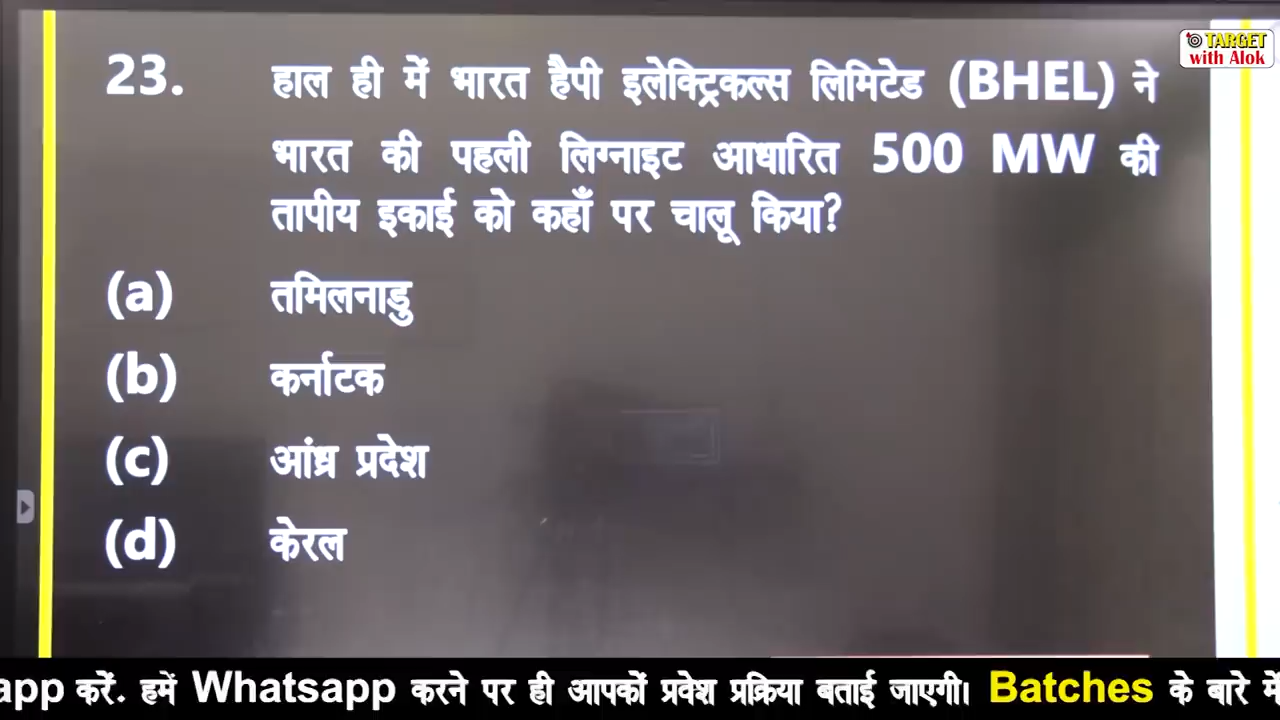 TARGET
with Alok
23. हाल ही में भारत हैपी इलेक्ट्रिकल्स लिमिटेड (BHEL) ने
भारत की पहली लिग्नाइट आधारित 500 MW की
तापीय इकाई को कहाँ पर चालू किया?
(a) तमिलनाडु
(b) कर्नाटक
(c) आंध्र प्रदेश
(d) केरल
app करें. हमें Whatsapp करने पर ही आपकों प्रवेश प्रक्रिया बताई जाएगी। Batches के बारे में